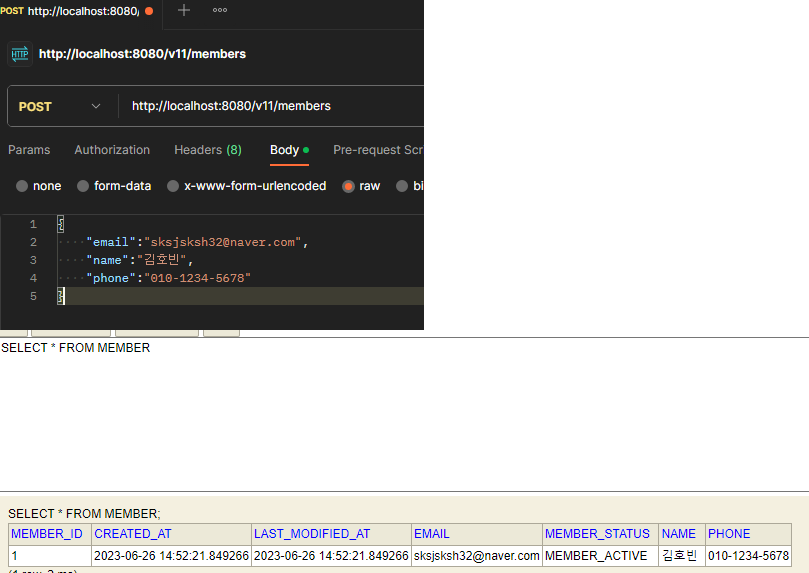 POST http://localhost:8080/
HTTP http://localhost:8080/v11/members
POST http://localhost:8080/v11/members
Params Authorization Headers (8) Body Pre-request Scr
none form-data x-www-form-urlencoded raw bi
1 {
2 "email":"sksjsksh32@naver.com",
3 "name":"김호빈",
4 "phone":"010-1234-5678"
5 }
SELECT * FROM MEMBER
SELECT * FROM MEMBER;
MEMBER_ID CREATED_AT LAST_MODIFIED_AT EMAIL MEMBER_STATUS NAME PHONE
1 2023-06-26 14:52:21.849266 2023-06-26 14:52:21.849266 sksjsksh32@naver.com MEMBER_ACTIVE 김호빈 010-1234-5678